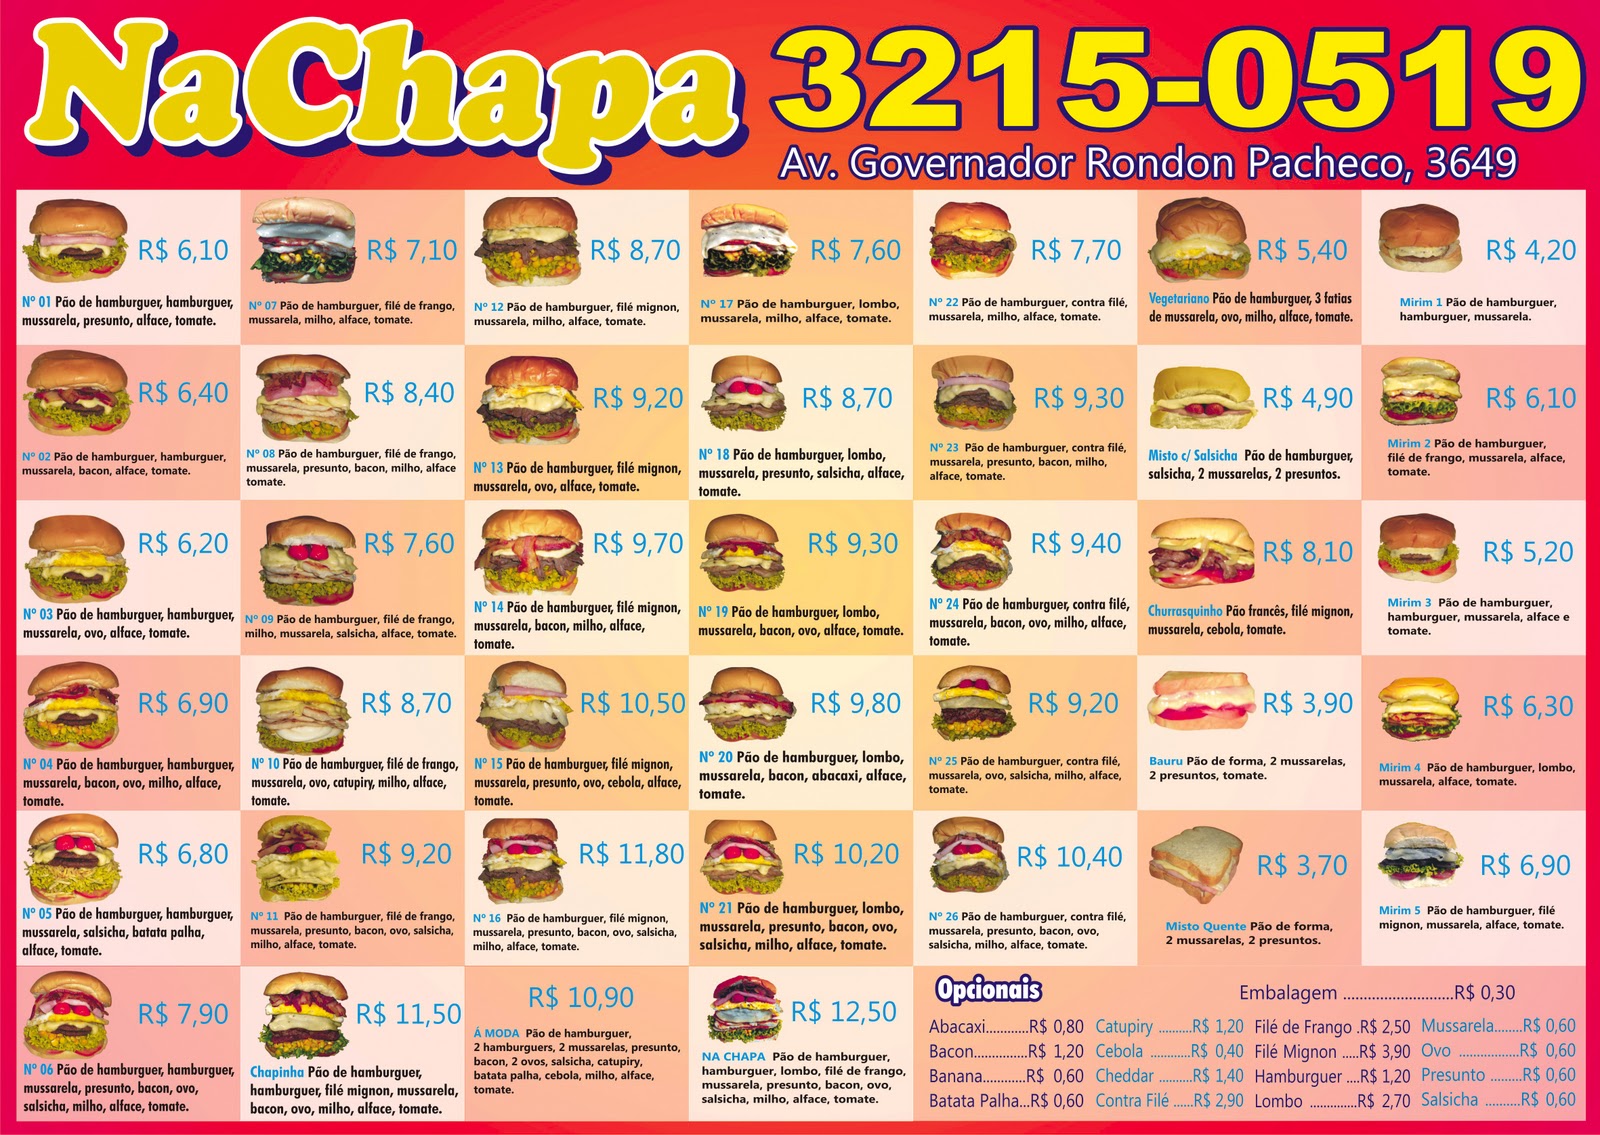 NaChapa
3215-0519
Av. Governador Rondon Pacheco, 3649
R$ 6,10
Nº 01 Pão de hamburguer, hamburguer,
mussarela, presunto, alface, tomate.
R$ 7,10
Nº 07 Pão de hamburguer, filé de frango,
mussarela, milho, alface, tomate.
R$ 8,70
Nº 12 Pão de hamburguer, filé mignon,
mussarela, milho, alface, tomate.
R$ 7,60
Nº 17 Pão de hamburguer, lombo,
mussarela, milho, alface, tomate.
R$ 7,70
Nº 22 Pão de hamburguer, contra filé,
mussarela, milho, alface, tomate.
R$ 5,40
Vegetariano Pão de hamburguer, 3 fatias
de mussarela, ovo, milho, alface, tomate.
R$ 4,20
Mirim 1 Pão de hamburguer,
hamburguer, mussarela.
R$ 6,40
Nº 02 Pão de hamburguer, hamburguer,
mussarela, bacon, alface, tomate.
R$ 8,40
Nº 08 Pão de hamburguer, filé de frango,
mussarela, presunto, bacon, milho, alface
tomate.
R$ 9,20
Nº 13 Pão de hamburguer, filé mignon,
mussarela, ovo, alface, tomate.
R$ 8,70
Nº 18 Pão de hamburguer, lombo,
mussarela, presunto, salsicha, alface,
tomate.
R$ 9,30
Nº 23 Pão de hamburguer, contra filé,
mussarela, presunto, bacon, milho,
alface, tomate.
R$ 4,90
Misto c/ Salsicha Pão de hamburguer,
salsicha, 2 mussarelas, 2 presuntos.
R$ 6,10
Mirim 2 Pão de hamburguer,
filé de frango, mussarela, alface,
tomate.
R$ 6,20
Nº 03 Pão de hamburguer, hamburguer,
mussarela, ovo, alface, tomate.
R$ 7,60
Nº 09 Pão de hamburguer, filé de frango,
milho, mussarela, salsicha, alface, tomate.
R$ 9,70
Nº 14 Pão de hamburguer, filé mignon,
mussarela, bacon, milho, alface,
tomate.
R$ 9,30
Nº 19 Pão de hamburguer, lombo,
mussarela, bacon, ovo, alface, tomate.
R$ 9,40
Nº 24 Pão de hamburguer, contra filé,
mussarela, bacon, ovo, milho, alface,
tomate.
R$ 8,10
Churrasquinho Pão francês, filé mignon,
mussarela, cebola, tomate.
R$ 5,20
Mirim 3 Pão de hamburguer,
hamburguer, mussarela, alface e
tomate.
R$ 6,90
Nº 04 Pão de hamburguer, hamburguer,
mussarela, bacon, ovo, milho, alface,
tomate.
R$ 8,70
Nº 10 Pão de hamburguer, filé de frango,
mussarela, ovo, catupiry, milho, alface,
tomate.
R$ 10,50
Nº 15 Pão de hamburguer, filé mignon,
mussarela, presunto, ovo, cebola, alface,
tomate.
R$ 9,80
Nº 20 Pão de hamburguer, lombo,
mussarela, bacon, abacaxi, alface,
tomate.
R$ 9,20
Nº 25 Pão de hamburguer, contra filé,
mussarela, ovo, salsicha, milho, alface,
tomate.
R$ 3,90
Bauru Pão de forma, 2 mussarelas,
2 presuntos, tomate.
R$ 6,30
Mirim 4 Pão de hamburguer, lombo,
mussarela, alface, tomate.
R$ 6,80
Nº 05 Pão de hamburguer, hamburguer,
mussarela, salsicha, batata palha,
alface, tomate.
R$ 9,20
Nº 11 Pão de hamburguer, filé de frango,
mussarela, presunto, bacon, ovo, salsicha,
milho, alface, tomate.
R$ 11,80
Nº 16 Pão de hamburguer, filé mignon,
mussarela, presunto, bacon, ovo, salsicha,
milho, alface, tomate.
R$ 10,20
Nº 21 Pão de hamburguer, lombo,
mussarela, presunto, bacon, ovo,
salsicha, milho, alface, tomate.
R$ 10,40
Nº 26 Pão de hamburguer, contra filé,
mussarela, presunto, bacon, ovo,
salsicha, milho, alface, tomate.
R$ 3,70
Misto Quente Pão de forma,
2 mussarelas, 2 presuntos.
R$ 6,90
Mirim 5 Pão de hamburguer, filé
mignon, mussarela, alface, tomate.
R$ 7,90
Nº 06 Pão de hamburguer, hamburguer,
mussarela, presunto, bacon, ovo,
salsicha, milho, alface, tomate.
R$ 11,50
Chapinha Pão de hamburguer,
hamburguer, filé mignon, mussarela,
bacon, ovo, milho, alface, tomate.
R$ 10,90
Á MODA Pão de hamburguer,
2 hamburguers, 2 mussarelas, presunto,
bacon, 2 ovos, salsicha, catupiry,
batata palha, cebola, milho, alface,
tomate.
R$ 12,50
NA CHAPA Pão de hamburguer,
hamburguer, lombo, filé de frango,
mussarela, presunto, bacon, ovo,
salsicha, milho, alface, tomate.
Opcionais
Embalagem ..........................R$ 0,30
Abacaxi...........R$ 0,80
Bacon..............R$ 1,20
Banana............R$ 0,60
Batata Palha...R$ 0,60
Catupiry .........R$ 1,20
Cebola ...........R$ 0,40
Cheddar .........R$ 1,40
Contra Filé .....R$ 2,90
Filé de Frango .R$ 2,50
Filé Mignon ....R$ 3,90
Hamburguer ...R$ 1,20
Lombo ............R$ 2,70
Mussarela.......R$ 0,60
Ovo ...............R$ 0,60
Presunto ........R$ 0,60
Salsicha .........R$ 0,60